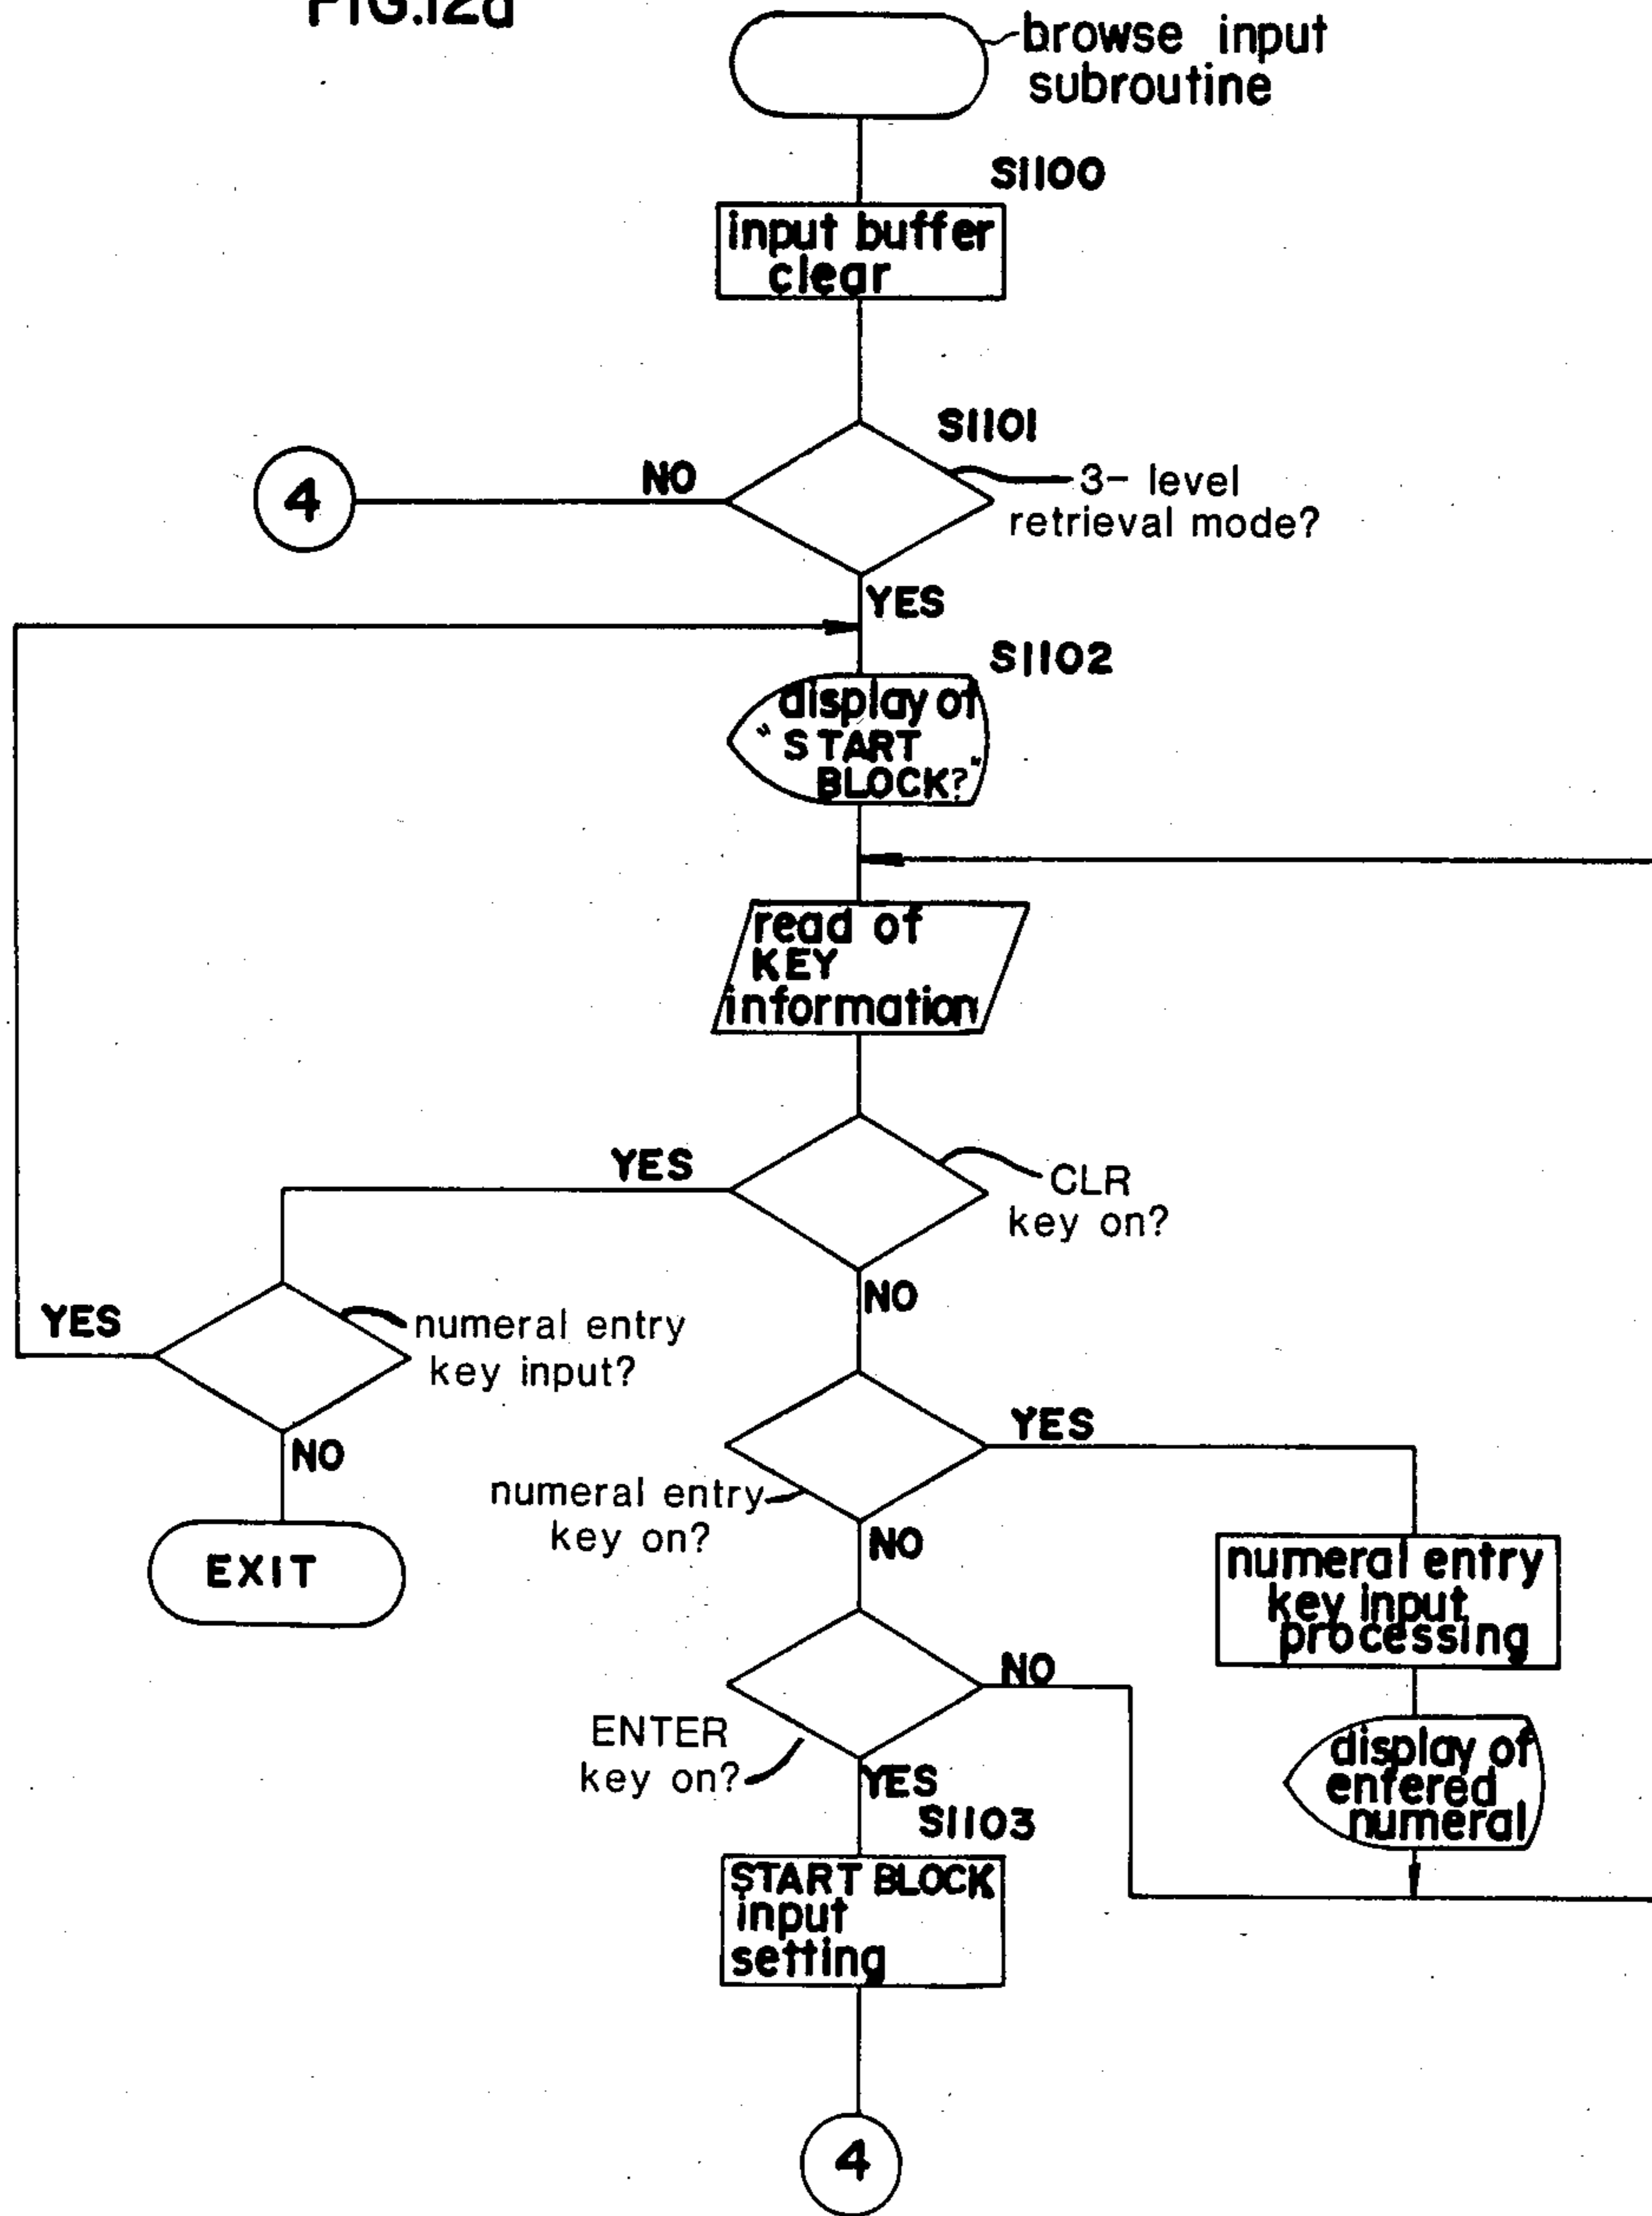 FIG.12a
browse input
subroutine
S1100
input buffer
clear
S1101
NO
3- level
retrieval mode?
4
YES
S1102
display of
"START
BLOCK?"
read of
KEY
information
YES
CLR
key on?
NO
YES
numeral entry
key input?
NO
EXIT
YES
numeral entry
key on?
NO
numeral entry
key input
processing
NO
ENTER
key on?
YES
display of
entered
numeral
S1103
START BLOCK
input
setting
4